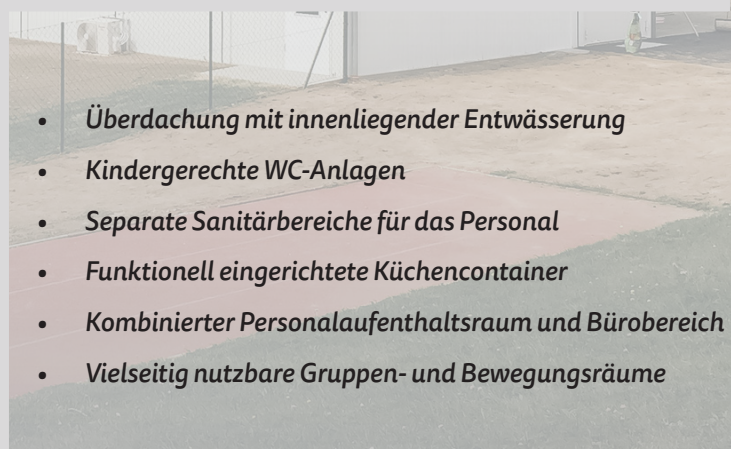 • Überdachung mit innenliegender Entwässerung
• Kindergerechte WC-Anlagen
• Separate Sanitärbereiche für das Personal
• Funktionell eingerichtete Küchencontainer
• Kombinierter Personalaufenthaltsraum und Bürobereich
• Vielseitig nutzbare Gruppen- und Bewegungsräume